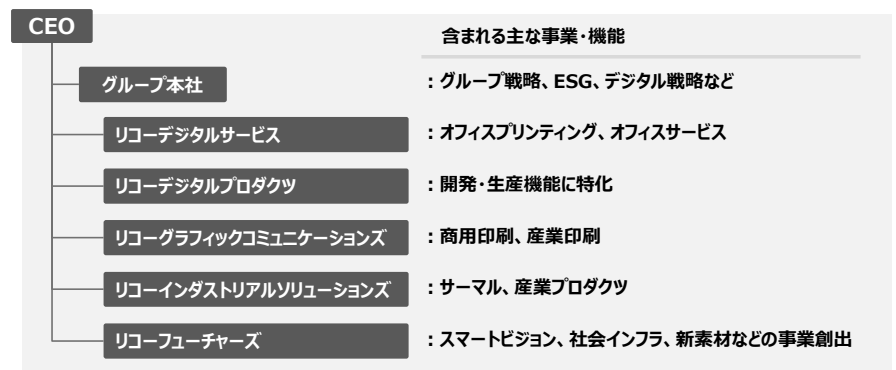 CEO
含まれる主な事業・機能
グループ本社
：グループ戦略、ESG、デジタル戦略など
リコーデジタルサービス
：オフィスプリンティング、オフィスサービス
リコーデジタルプロダクツ
：開発・生産機能に特化
リコーグラフィックコミュニケーションズ
：商用印刷、産業印刷
リコーインダストリアルソリューションズ
：サーマル、産業プロダクツ
リコーフューチャーズ
：スマートビジョン、社会インフラ、新素材などの事業創出